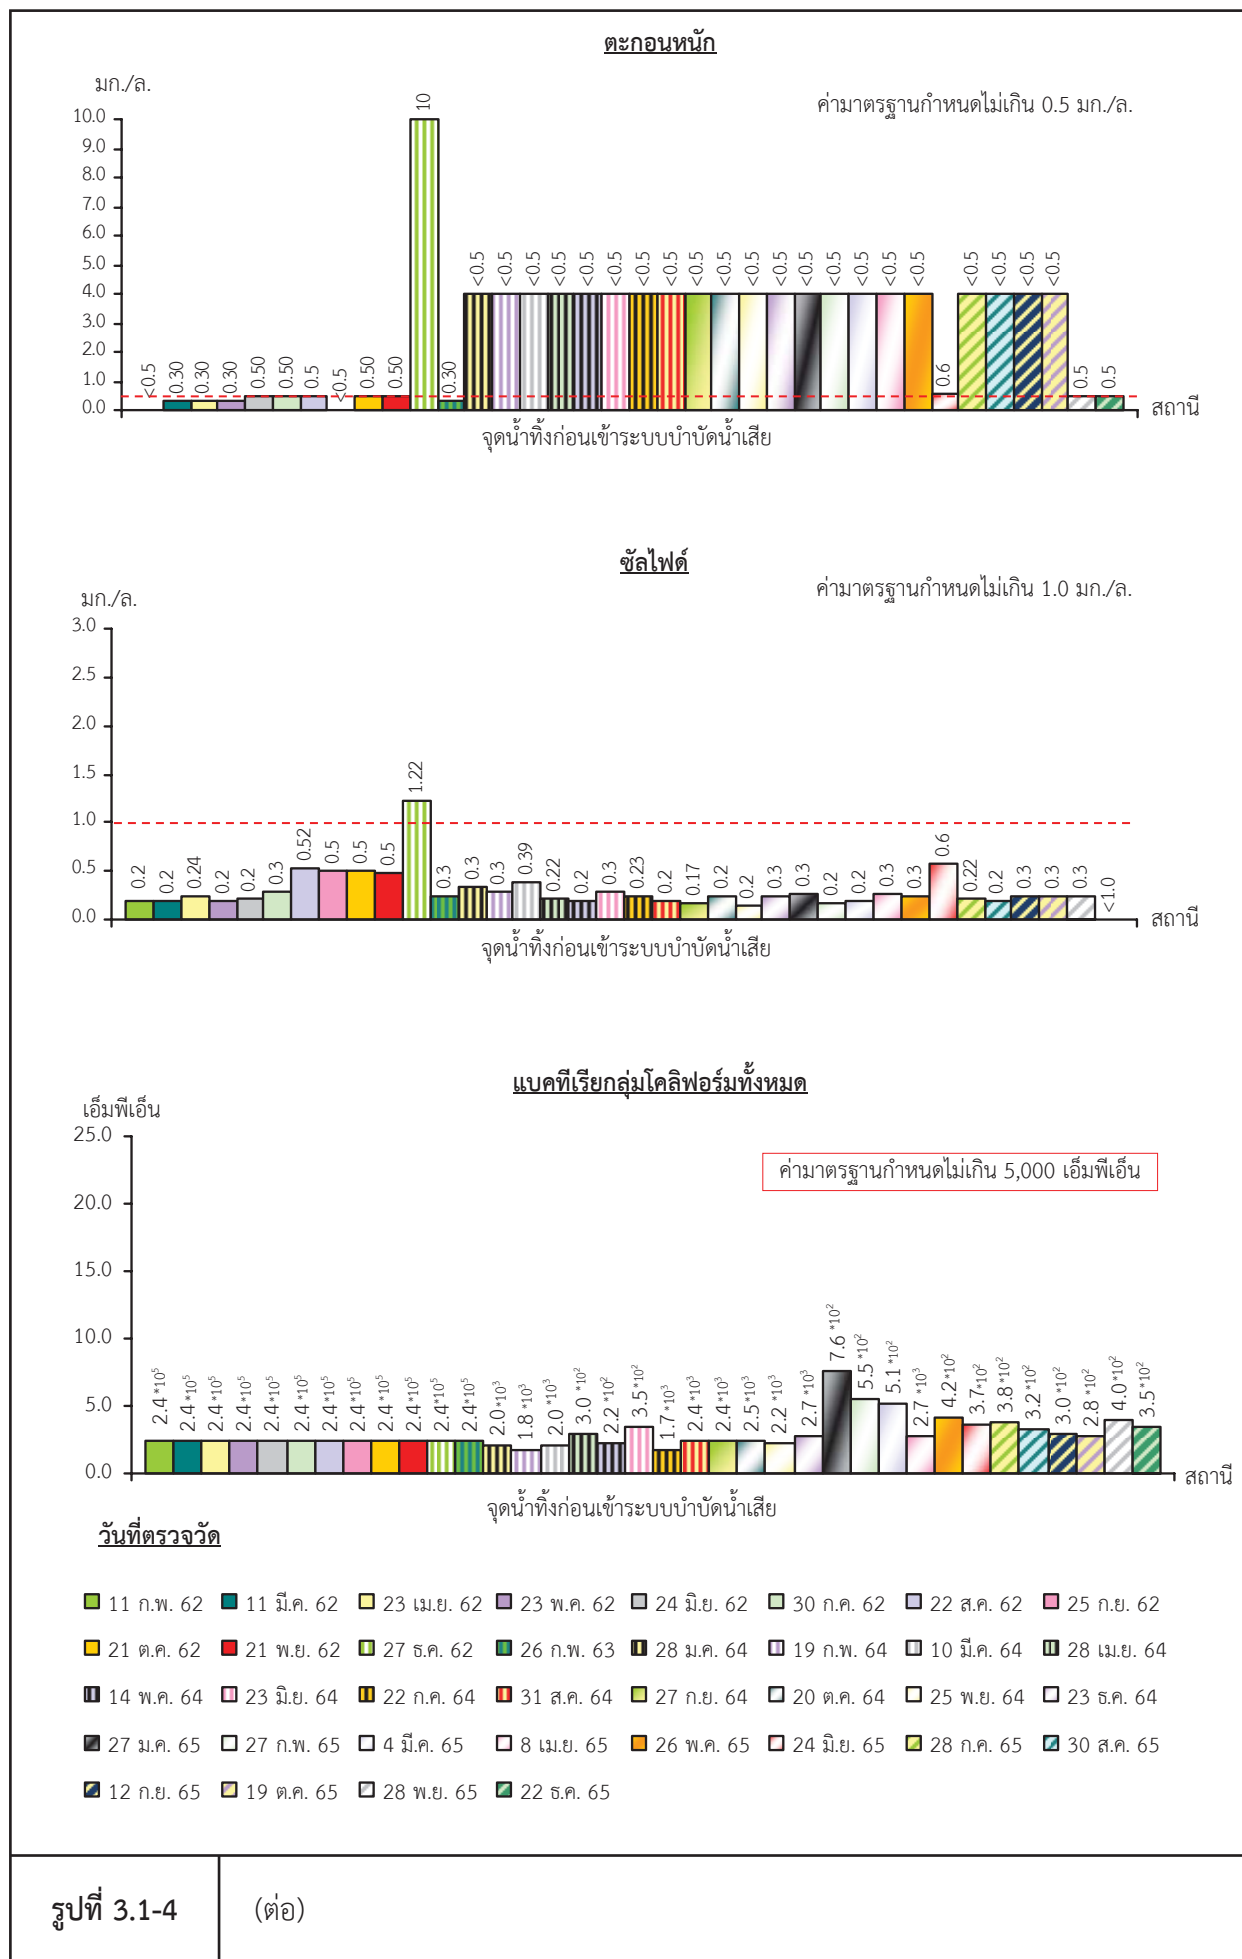 ตะกอนหนัก
มก./ล.
ค่ามาตรฐานกำหนดไม่เกิน 0.5 มก./ล.
10.0
9.0
8.0
7.0
6.0
5.0
4.0
3.0
2.0
1.0
0.0
<0.5 0.30 0.30 0.30 0.50 0.50 0.5 <0.5 0.50 0.50 10 0.30 <0.5 <0.5 <0.5 <0.5 <0.5 <0.5 <0.5 <0.5 <0.5 <0.5 <0.5 <0.5 <0.5 <0.5 <0.5 <0.5 <0.5 0.6 <0.5 <0.5 <0.5 <0.5 0.5 0.5
สถานี
จุดน้ำทิ้งก่อนเข้าระบบบำบัดน้ำเสีย
ซัลไฟด์
มก./ล.
ค่ามาตรฐานกำหนดไม่เกิน 1.0 มก./ล.
3.0
2.5
2.0
1.5
1.0
0.5
0.0
0.2 0.2 0.24 0.2 0.2 0.3 0.52 0.5 0.5 0.5 1.22 0.3 0.3 0.3 0.39 0.22 0.2 0.3 0.23 0.2 0.17 0.2 0.2 0.3 0.3 0.2 0.2 0.3 0.3 0.6 0.22 0.2 0.3 0.3 0.3 <1.0
สถานี
จุดน้ำทิ้งก่อนเข้าระบบบำบัดน้ำเสีย
แบคทีเรียกลุ่มโคลิฟอร์มทั้งหมด
เอ็มพีเอ็น
ค่ามาตรฐานกำหนดไม่เกิน 5,000 เอ็มพีเอ็น
25.0
20.0
15.0
10.0
5.0
0.0
2.4 *10⁵ 2.4 *10⁵ 2.4 *10⁵ 2.4 *10⁵ 2.4 *10⁵ 2.4 *10⁵ 2.4 *10⁵ 2.4 *10⁵ 2.4 *10⁵ 2.4 *10⁵ 2.4 *10⁵ 2.4 *10⁵ 2.0 *10³ 1.8 *10³ 2.0 *10³ 3.0 *10² 2.2 *10² 3.5 *10² 1.7 *10³ 2.4 *10³ 2.4 *10³ 2.5 *10³ 2.2 *10³ 2.7 *10³ 7.6 *10² 5.5 *10² 5.1 *10² 2.7 *10³ 4.2 *10² 3.7 *10² 3.8 *10² 3.2 *10² 3.0 *10² 2.8 *10² 4.0 *10² 3.5 *10²
สถานี
จุดน้ำทิ้งก่อนเข้าระบบบำบัดน้ำเสีย
วันที่ตรวจวัด
11 ก.พ. 62 11 มี.ค. 62 23 เม.ย. 62 23 พ.ค. 62 24 มิ.ย. 62 30 ก.ค. 62 22 ส.ค. 62 25 ก.ย. 62
21 ต.ค. 62 21 พ.ย. 62 27 ธ.ค. 62 26 ก.พ. 63 28 ม.ค. 64 19 ก.พ. 64 10 มี.ค. 64 28 เม.ย. 64
14 พ.ค. 64 23 มิ.ย. 64 22 ก.ค. 64 31 ส.ค. 64 27 ก.ย. 64 20 ต.ค. 64 25 พ.ย. 64 23 ธ.ค. 64
27 ม.ค. 65 27 ก.พ. 65 4 มี.ค. 65 8 เม.ย. 65 26 พ.ค. 65 24 มิ.ย. 65 28 ก.ค. 65 30 ส.ค. 65
12 ก.ย. 65 19 ต.ค. 65 28 พ.ย. 65 22 ธ.ค. 65
รูปที่ 3.1-4 (ต่อ)